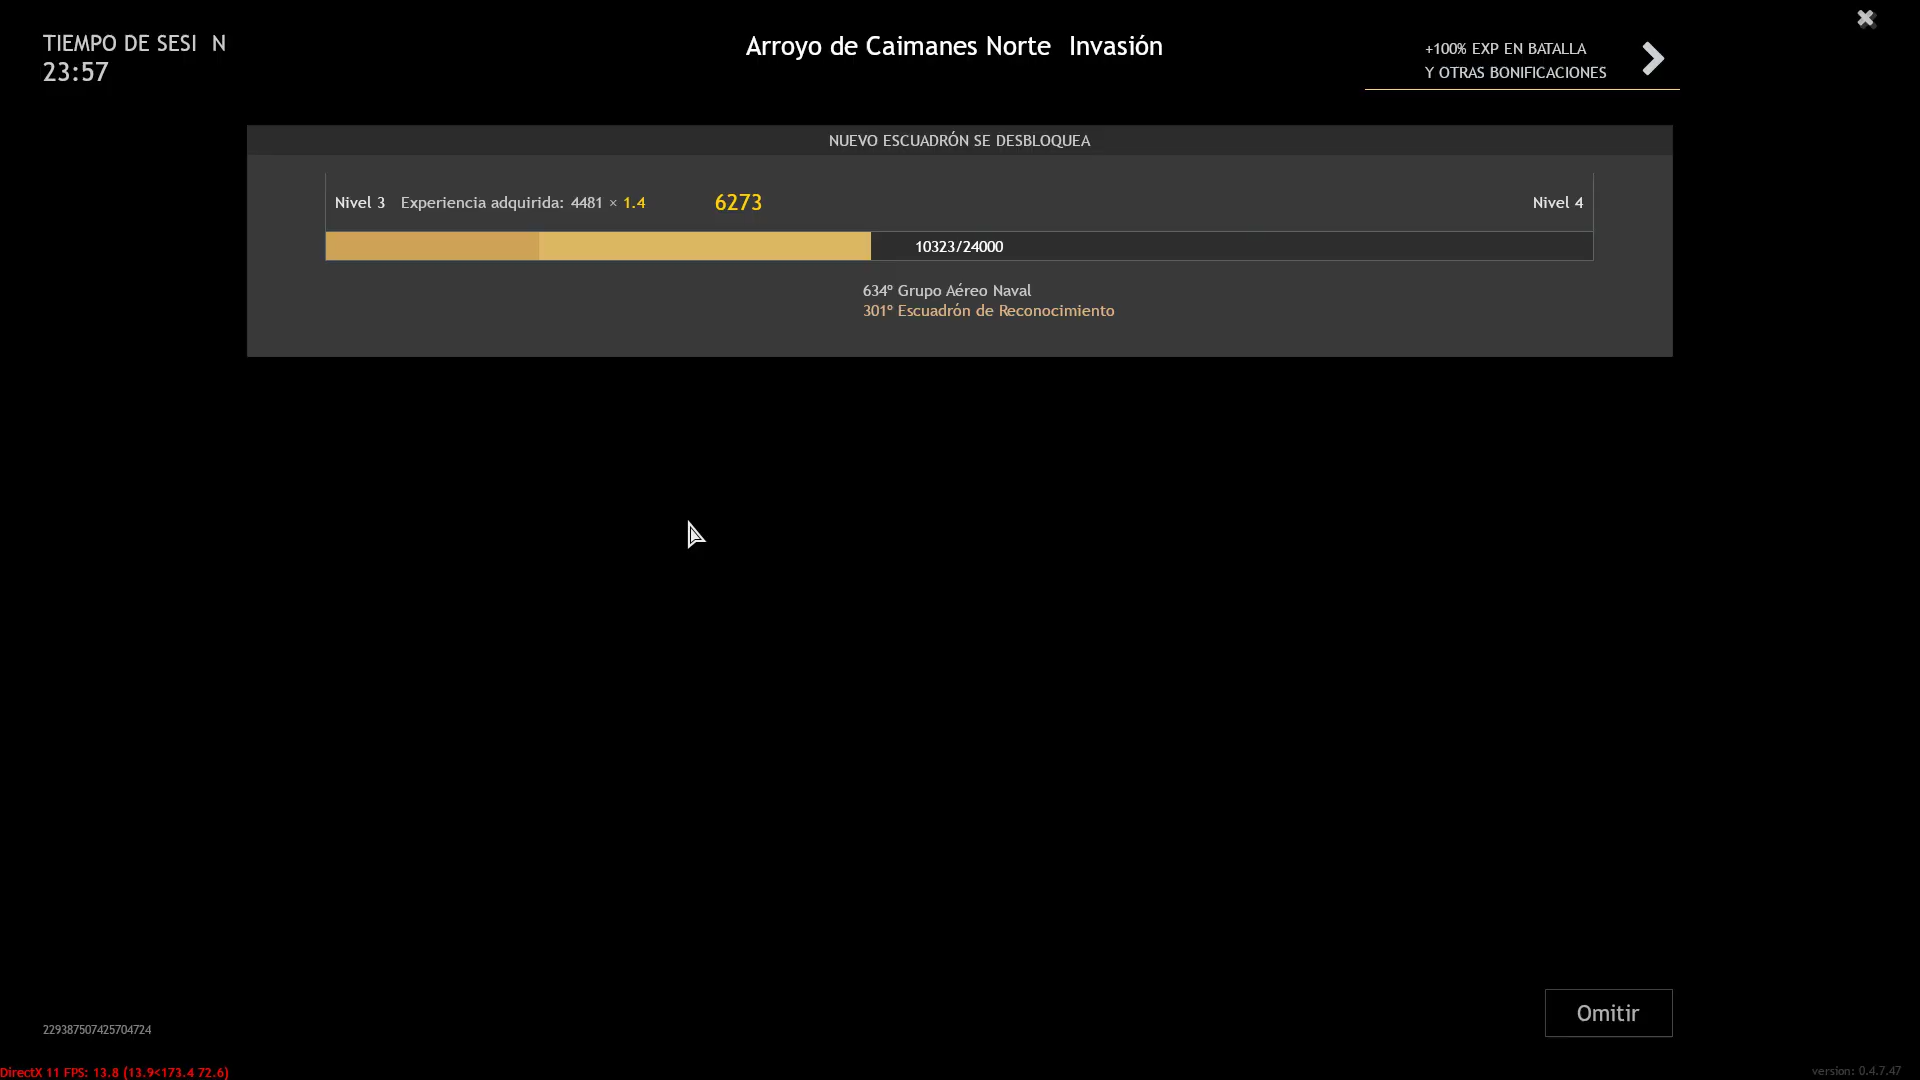 TIEMPO DE SESI N
23:57
Arroyo de Caimanes Norte Invasión
+100% EXP EN BATALLA
Y OTRAS BONIFICACIONES
NUEVO ESCUADRÓN SE DESBLOQUEA
Nivel 3 Experiencia adquirida: 4481 × 1.4 6273 Nivel 4
10323/24000
634º Grupo Aéreo Naval
301º Escuadrón de Reconocimiento
Omitir
229387507425704724
DirectX 11 FPS: 13.8 (13.9<173.4 72.6)
version: 0.4.7.47